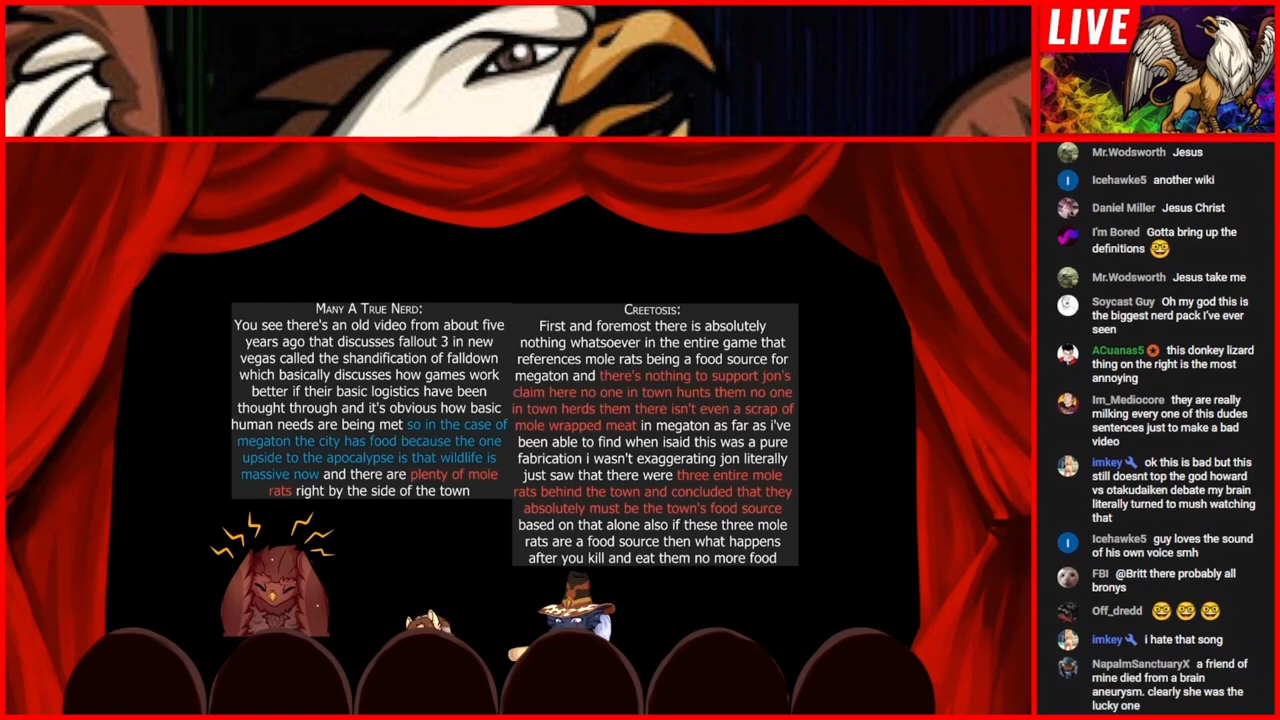 LIVE
MANY A TRUE NERD:
You see there's an old video from about five
years ago that discusses fallout 3 in new
vegas called the shandification of falldown
which basically discusses how games work
better if their basic logistics have been
thought through and it's obvious how basic
human needs are being met so in the case of
megaton the city has food because the one
upside to the apocalypse is that wildlife is
massive now and there are plenty of mole
rats right by the side of the town
CREETOSIS:
First and foremost there is absolutely
nothing whatsoever in the entire game that
references mole rats being a food source for
megaton and there's nothing to support jon's
claim here no one in town hunts them no one
in town herds them there isn't even a scrap of
mole wrapped meat in megaton as far as i've
been able to find when isaid this was a pure
fabrication i wasn't exaggerating jon literally
just saw that there were three entire mole
rats behind the town and concluded that they
absolutely must be the town's food source
based on that alone also if these three mole
rats are a food source then what happens
after you kill and eat them no more food
Mr.Wodsworth Jesus
I
Icehawke5 another wiki
Daniel Miller Jesus Christ
I'm Bored Gotta bring up the
definitions 🤓
Mr.Wodsworth Jesus take me
Soycast Guy Oh my god this is
the biggest nerd pack I've ever
seen
ACuanas5 this donkey lizard
thing on the right is the most
annoying
Im_Mediocore they are really
milking every one of this dudes
sentences just to make a bad
video
imkey ok this is bad but this
still doesnt top the god howard
vs otakudaiken debate my brain
literally turned to mush watching
that
I
Icehawke5 guy loves the sound
of his own voice smh
FBI @Britt there probably all
bronys
Off_dredd 🤓 🤓 🤓
imkey i hate that song
NapalmSanctuaryX a friend of
mine died from a brain
aneurysm. clearly she was the
lucky one